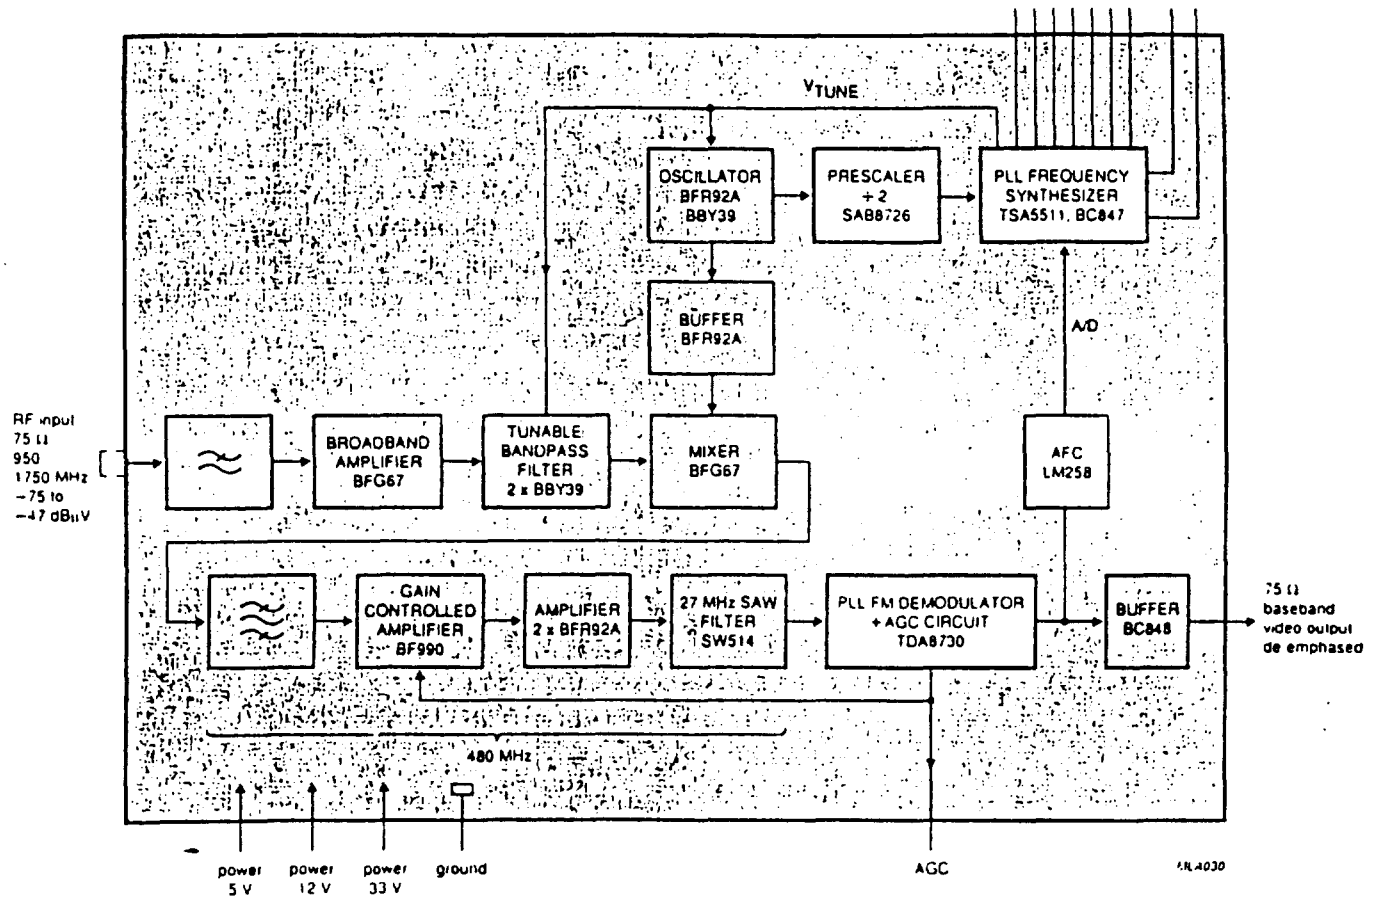 VTUNE
OSCILLATOR
BFR92A
BBY39
PRESCALER
÷ 2
SAB8726
PLL FREQUENCY
SYNTHESIZER
TSA5511, BC847
BUFFER
BFR92A
A/D
RF input
75 Ω
950
1750 MHz
-75 to
-47 dBμV
BROADBAND
AMPLIFIER
BFG67
TUNABLE
BANDPASS
FILTER
2 x BBY39
MIXER
BFG67
AFC
LM258
GAIN
CONTROLLED
AMPLIFIER
BF990
AMPLIFIER
2 x BFR92A
27 MHz SAW
FILTER
SW514
PLL FM DEMODULATOR
+ AGC CIRCUIT
TDA8730
BUFFER
BC848
75 Ω
baseband
video output
de emphased
480 MHz
power
5 V
power
12 V
power
33 V
ground
AGC